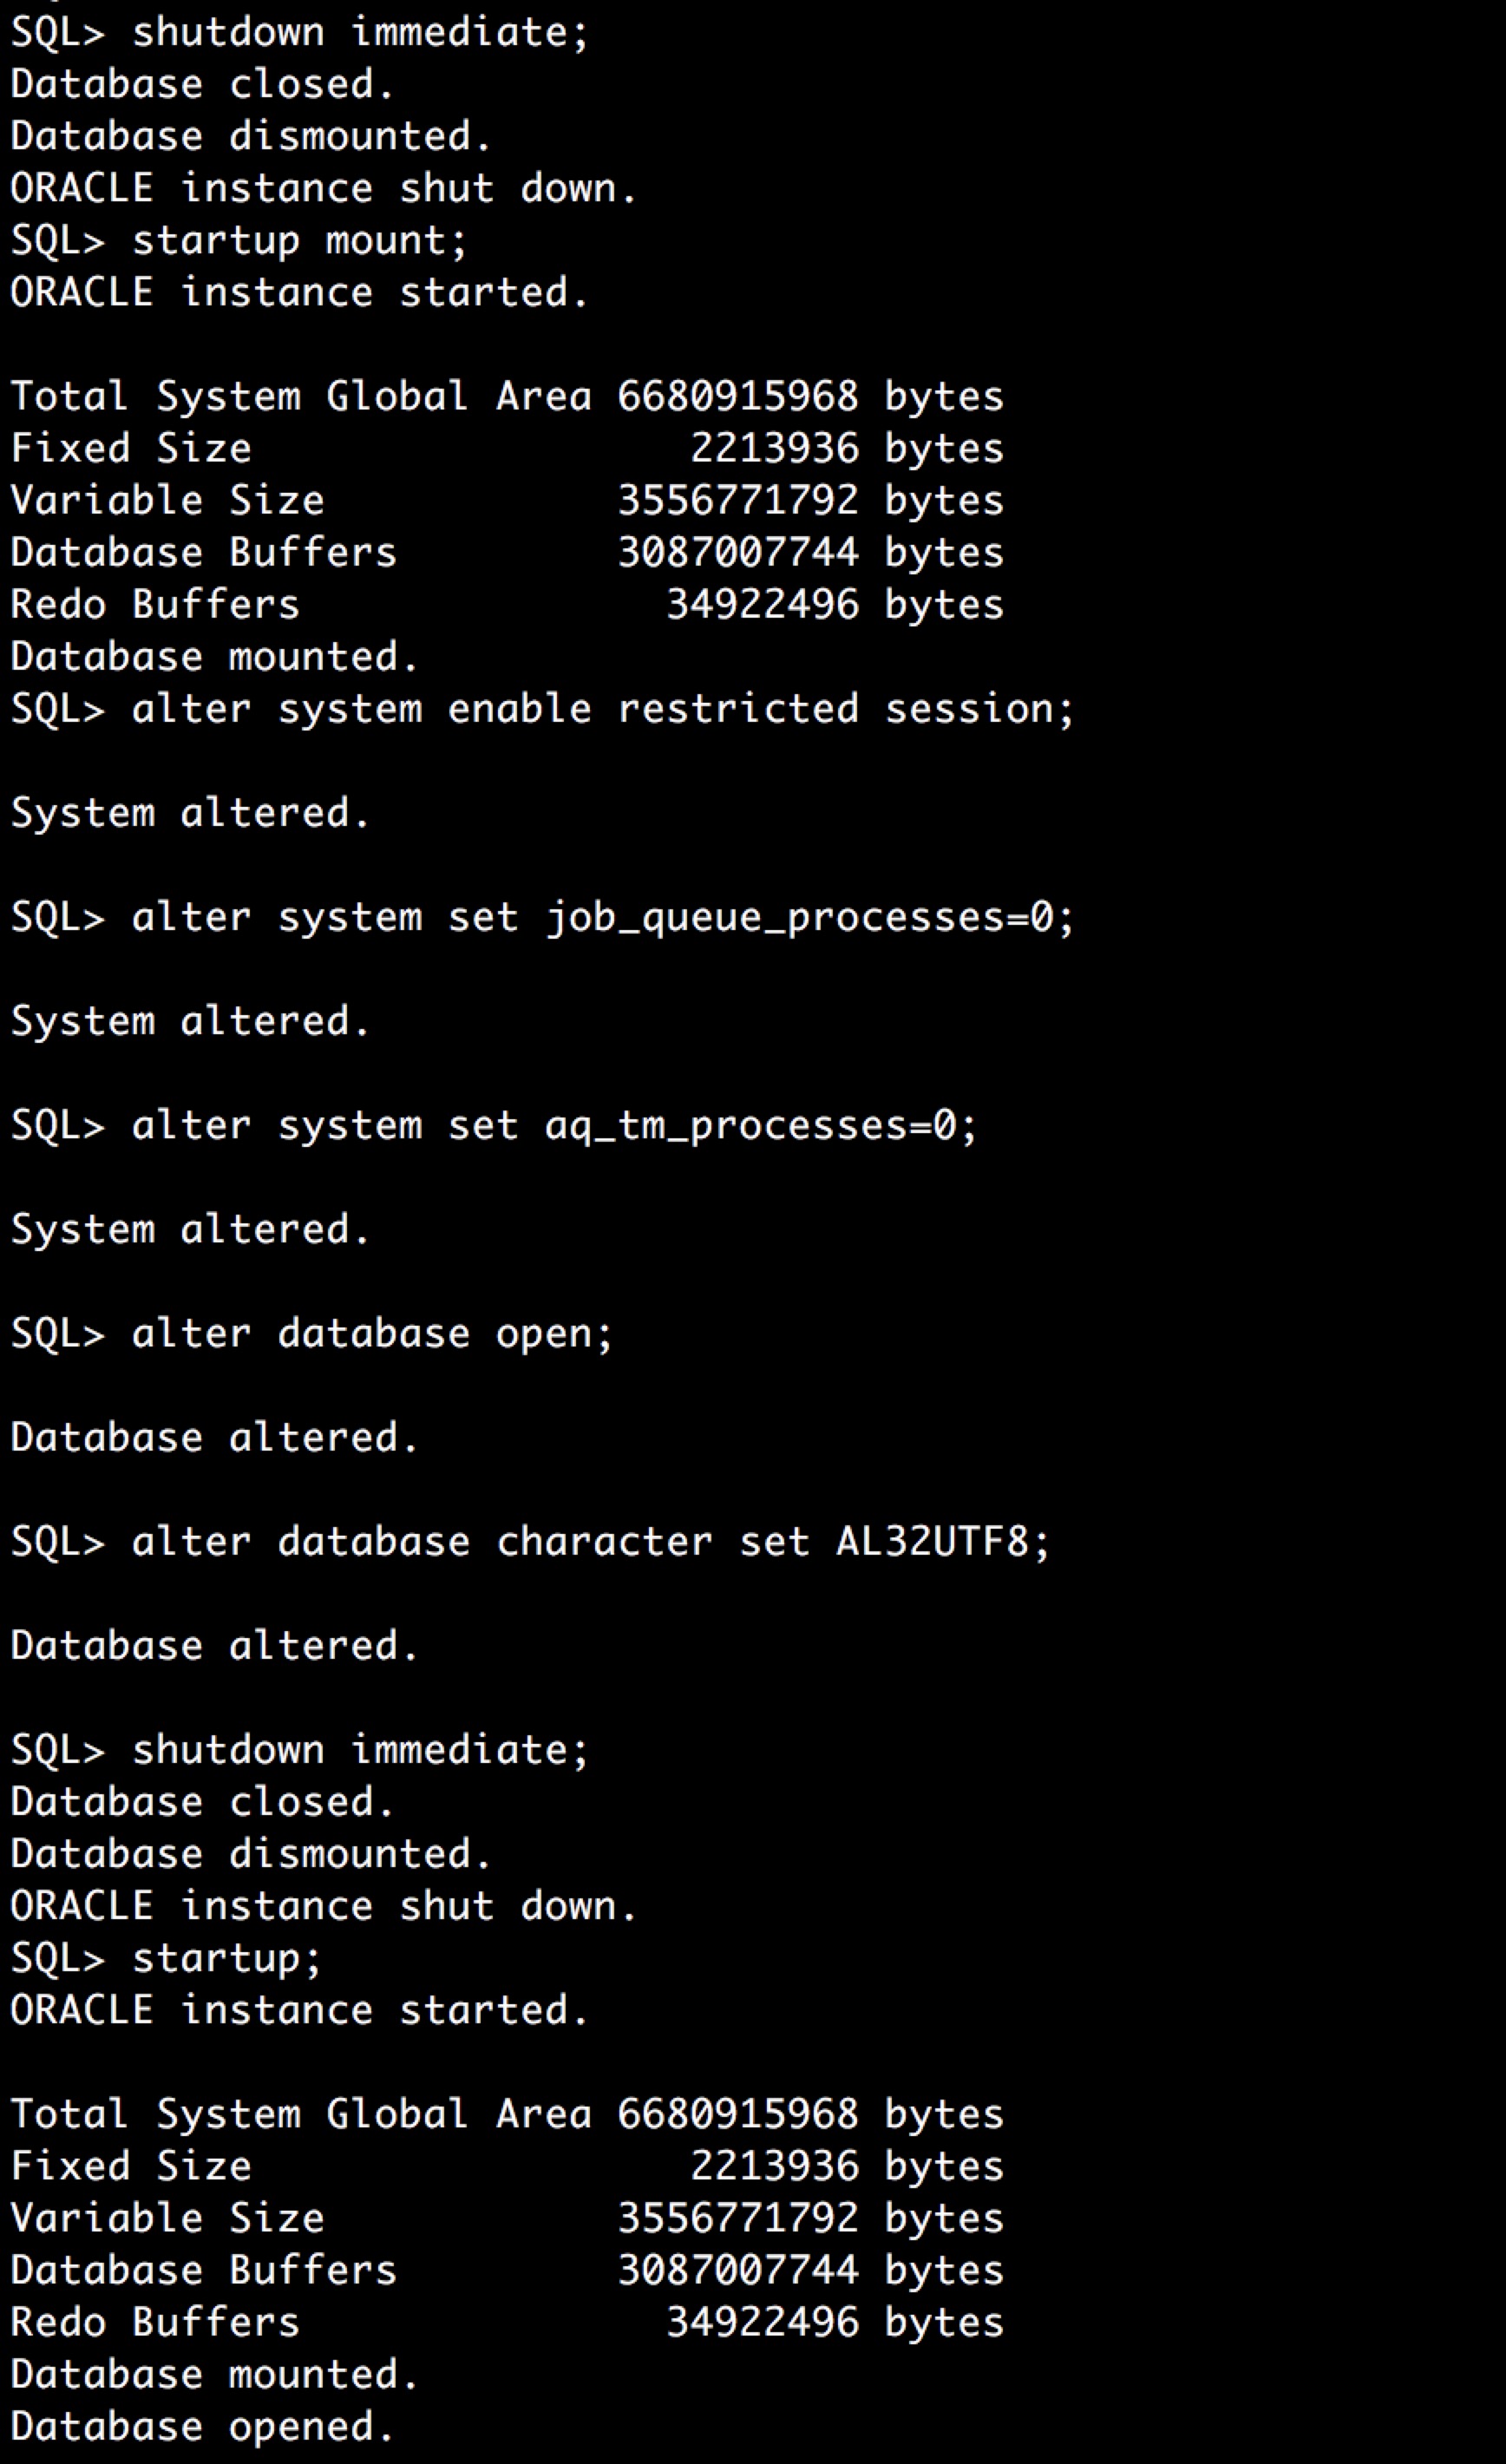 SQL> shutdown immediate;
Database closed.
Database dismounted.
ORACLE instance shut down.
SQL> startup mount;
ORACLE instance started.
Total System Global Area 6680915968 bytes
Fixed Size 2213936 bytes
Variable Size 3556771792 bytes
Database Buffers 3087007744 bytes
Redo Buffers 34922496 bytes
Database mounted.
SQL> alter system enable restricted session;
System altered.
SQL> alter system set job_queue_processes=0;
System altered.
SQL> alter system set aq_tm_processes=0;
System altered.
SQL> alter database open;
Database altered.
SQL> alter database character set AL32UTF8;
Database altered.
SQL> shutdown immediate;
Database closed.
Database dismounted.
ORACLE instance shut down.
SQL> startup;
ORACLE instance started.
Total System Global Area 6680915968 bytes
Fixed Size 2213936 bytes
Variable Size 3556771792 bytes
Database Buffers 3087007744 bytes
Redo Buffers 34922496 bytes
Database mounted.
Database opened.